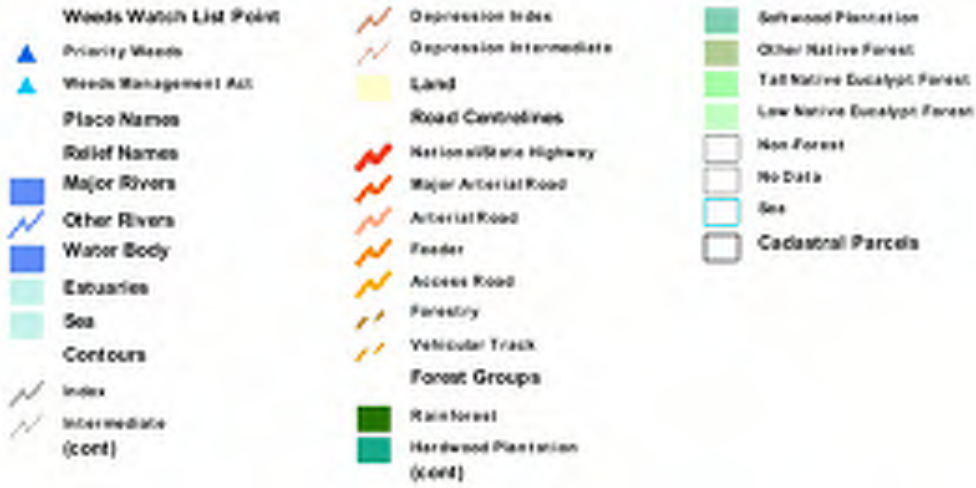 Weeds Watch List Point
Priority Weeds
Weeds Management Act
Place Names
Relief Names
Major Rivers
Other Rivers
Water Body
Estuaries
Sea
Contours
Index
Intermediate
(cont)
Depression Index
Depression Intermediate
Land
Road Centrelines
National/State Highway
Major Arterial Road
Arterial Road
Feeder
Access Road
Forestry
Vehicular Track
Forest Groups
Rainforest
Hardwood Plantation
(cont)
Softwood Plantation
Other Native Forest
Tall Native Eucalypt Forest
Low Native Eucalypt Forest
Non-Forest
No Data
Sea
Cadastral Parcels